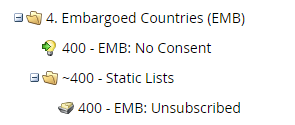 4. Embargoed Countries (EMB)
400 - EMB: No Consent
~400 - Static Lists
400 - EMB: Unsubscribed